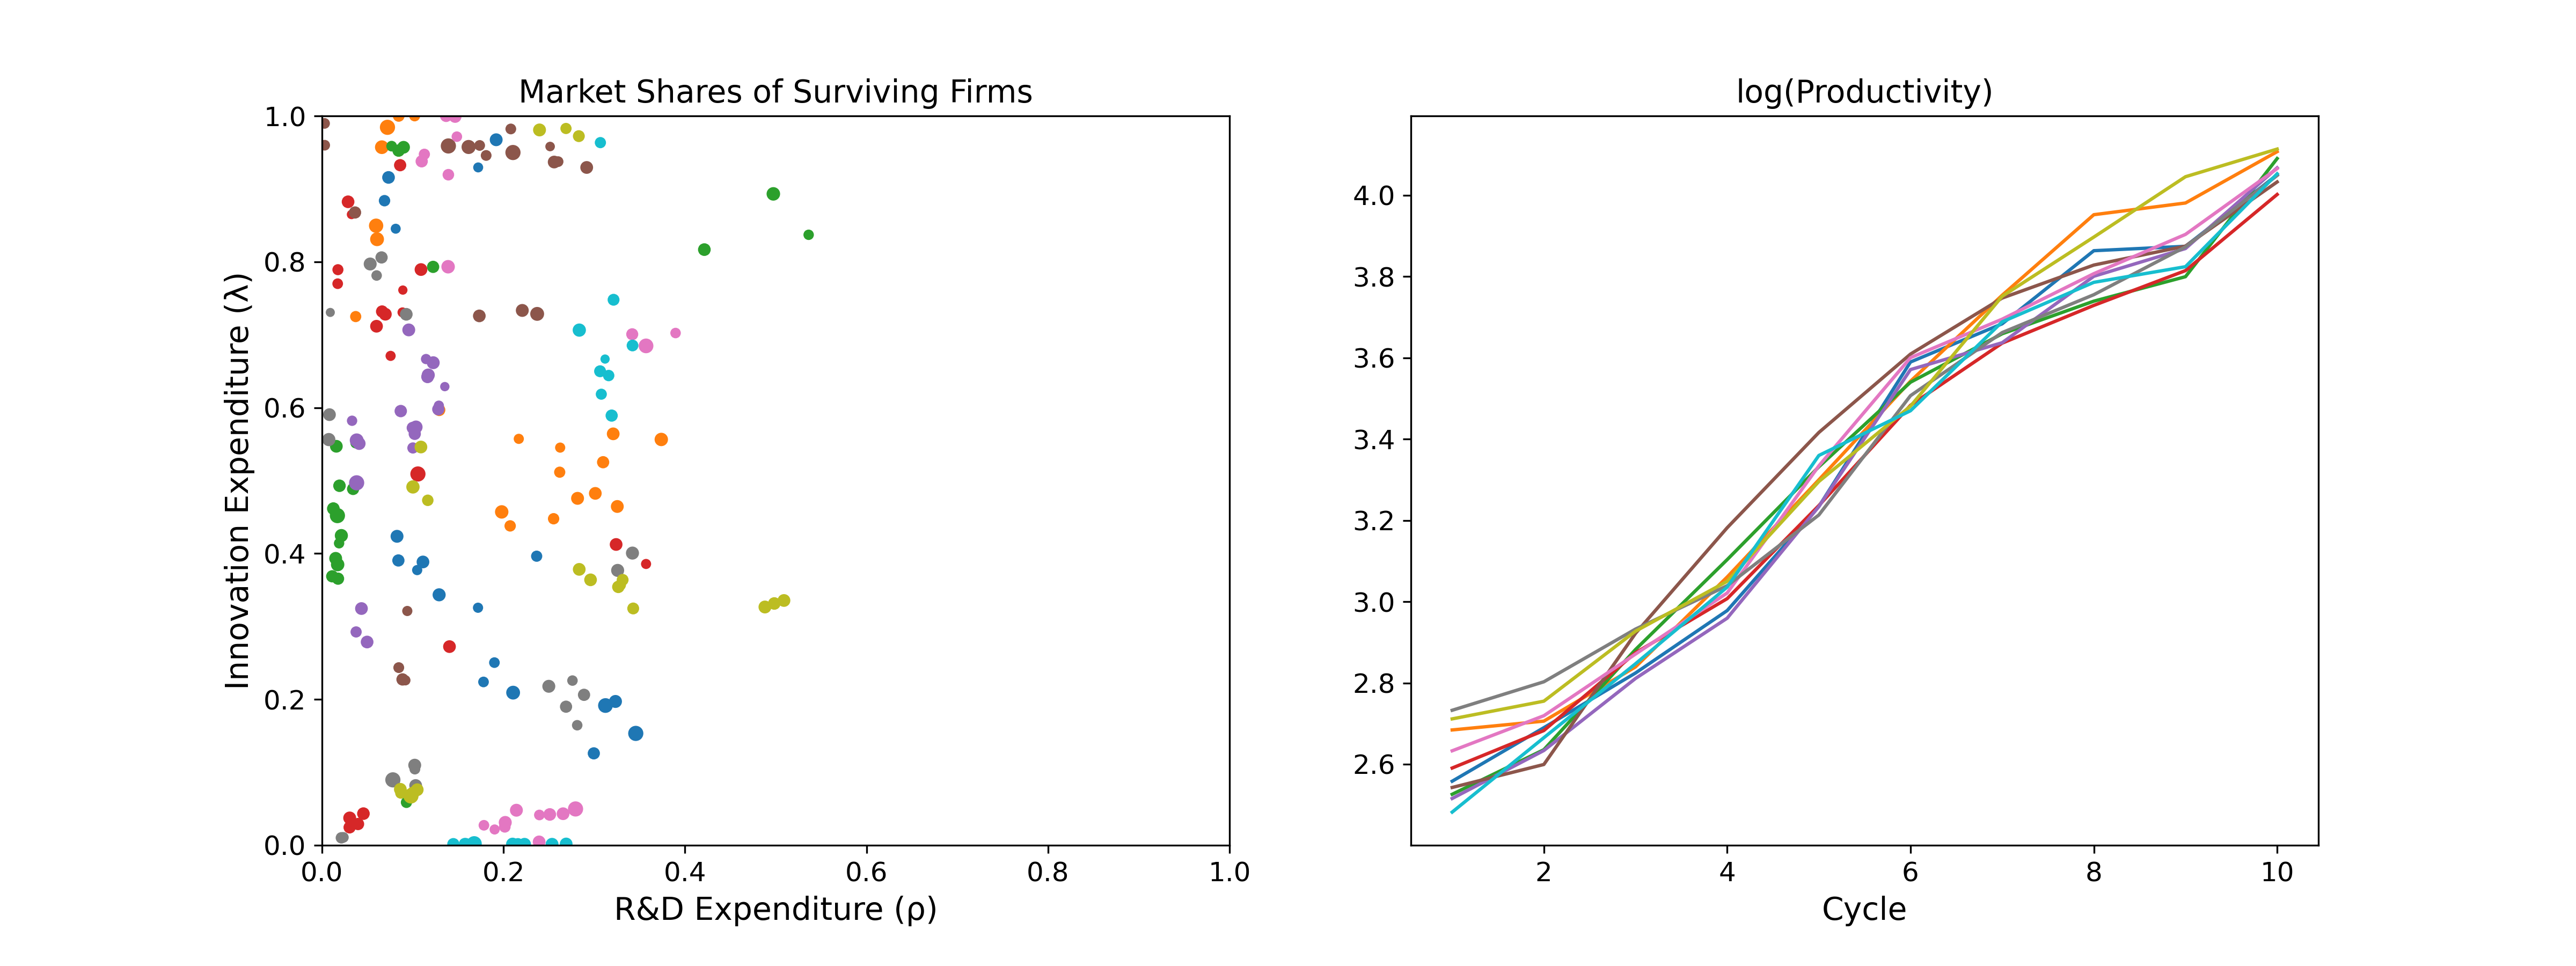 Market Shares of Surviving Firms
1.0
0.8
0.6
0.4
0.2
0.0
Innovation Expenditure (λ)
0.0 0.2 0.4 0.6 0.8 1.0
R&D Expenditure (ρ)
log(Productivity)
4.0
3.8
3.6
3.4
3.2
3.0
2.8
2.6
2 4 6 8 10
Cycle